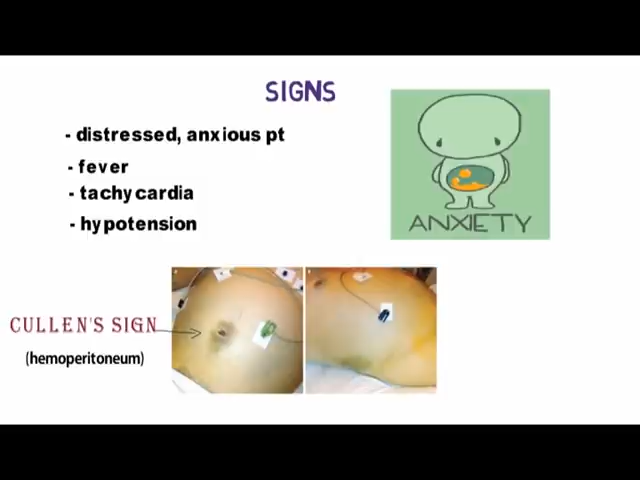 SIGNS
- distressed, anxious pt
- fever
- tachycardia
- hypotension
ANXIETY
CULLEN'S SIGN
(hemoperitoneum)